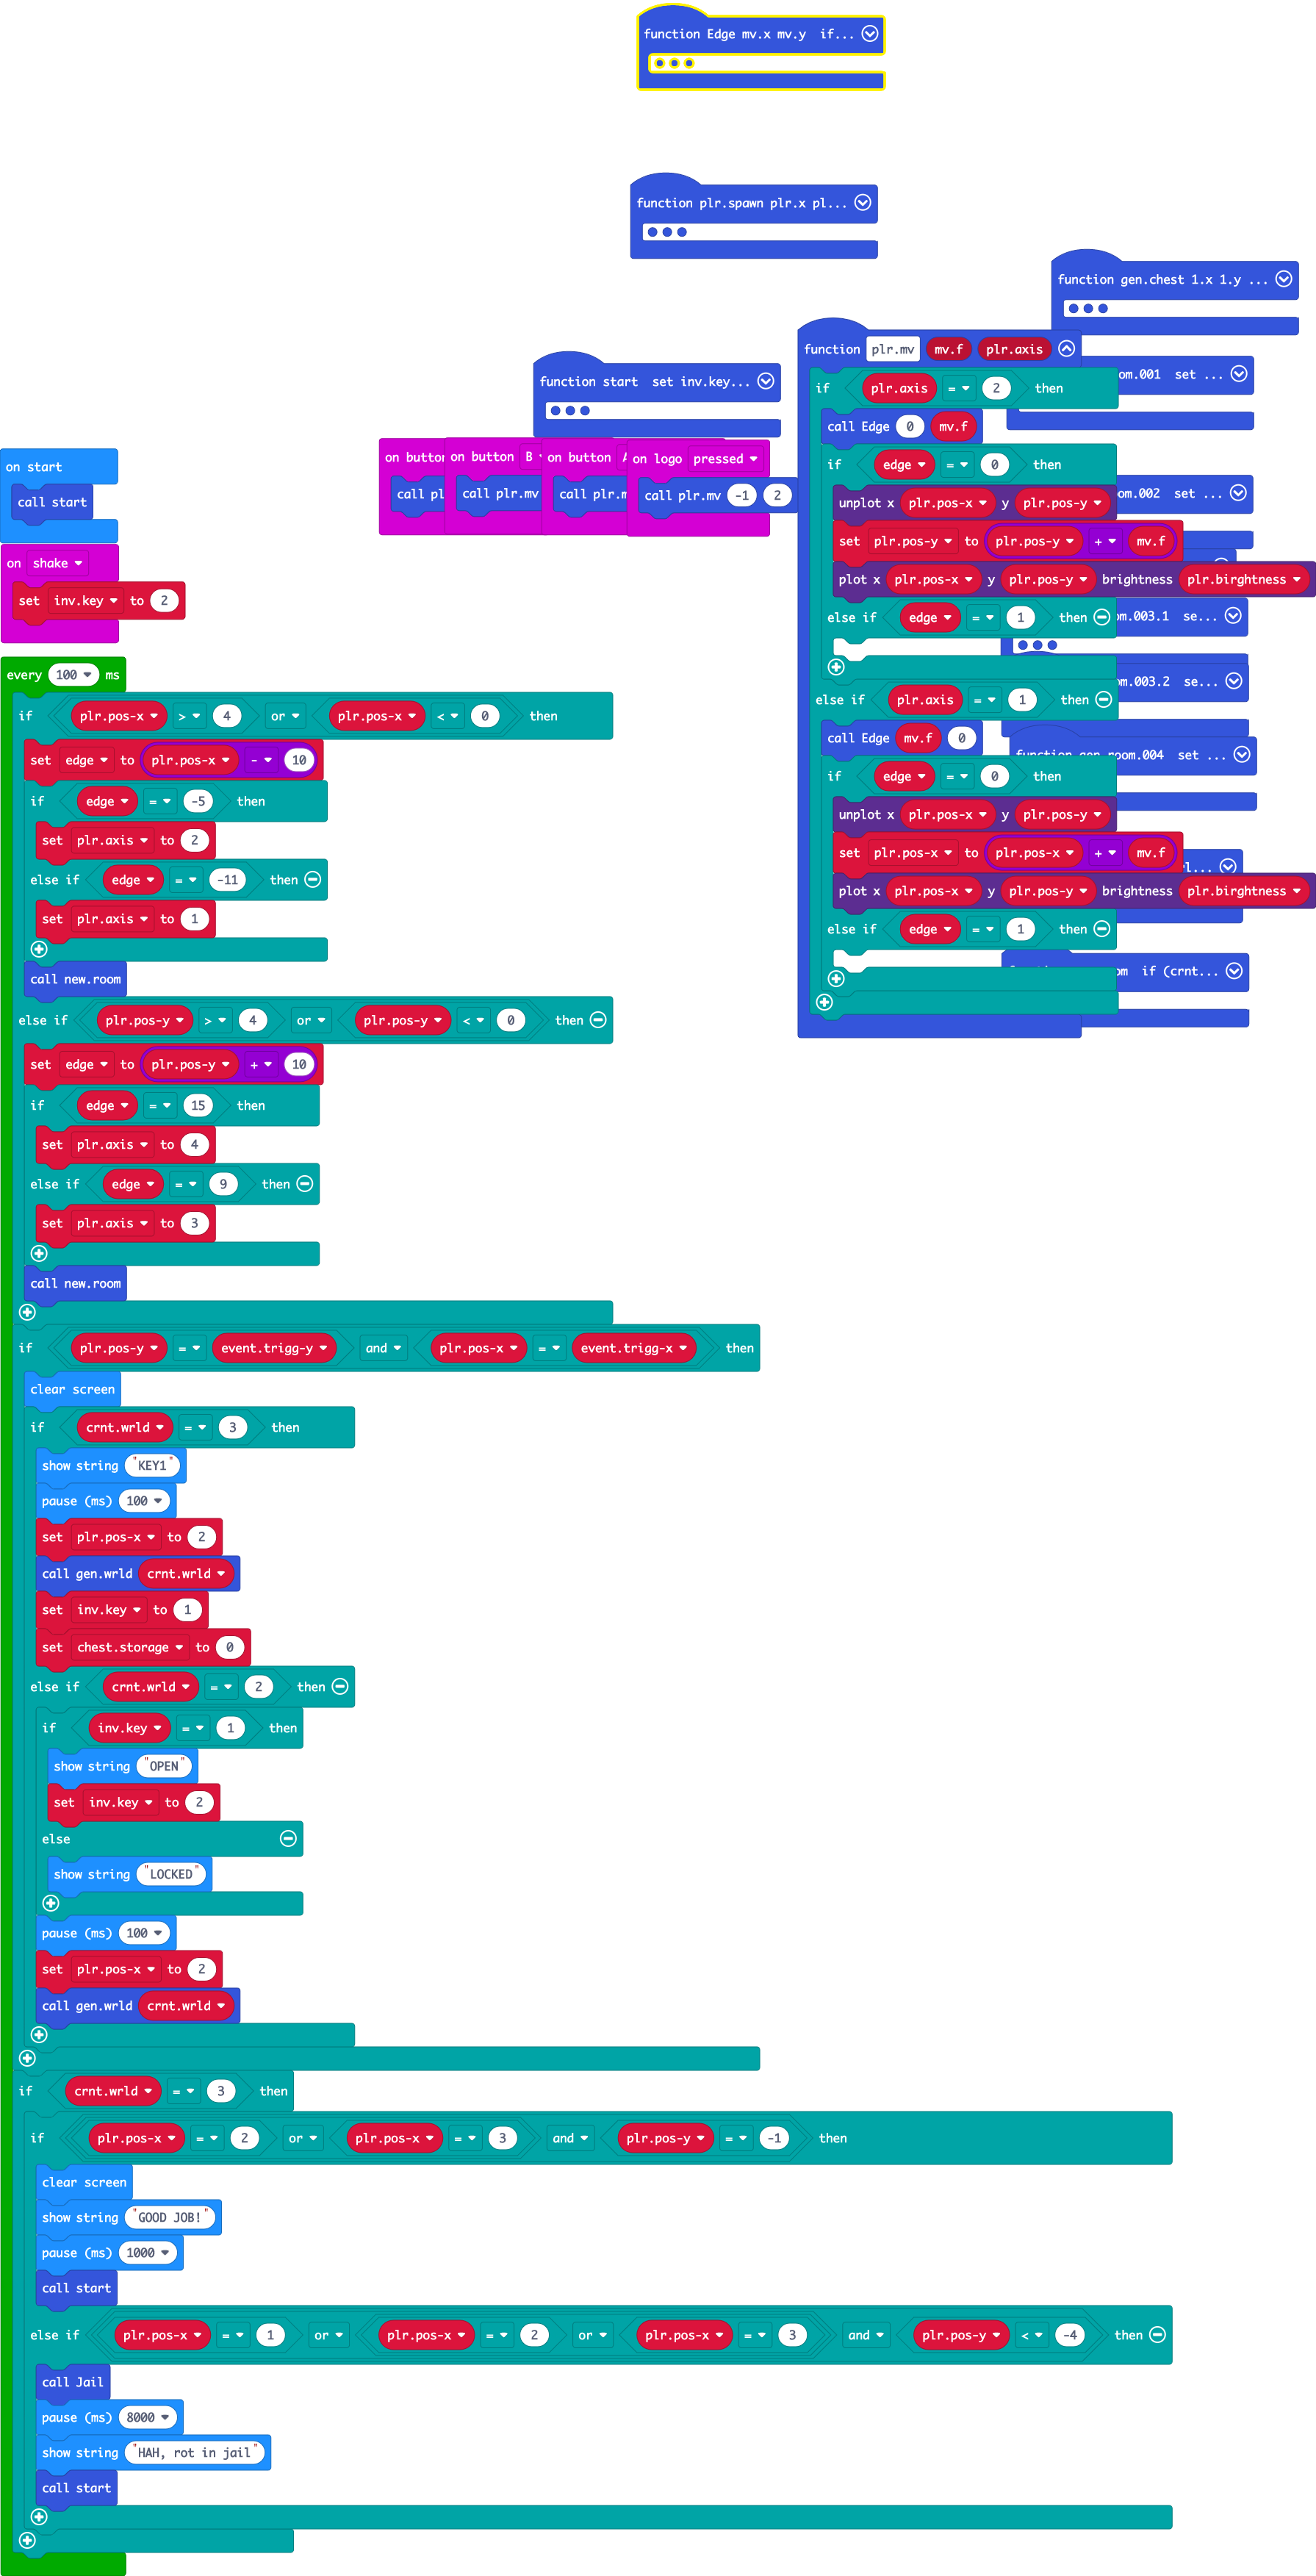 function Edge mv.x mv.y if...
function plr.spawn plr.x pl...
function gen.chest 1.x 1.y ...
function plr.mv mv.f plr.axis
om.001 set ...
function start set inv.key...
if plr.axis = 2 then
call Edge 0 mv.f
on button
on button B
on button A
on logo pressed
if edge = 0 then
on start
call pl
call plr.mv
call plr.m
call plr.mv -1 2
unplot x plr.pos-x y plr.pos-y
om.002 set ...
call start
set plr.pos-y to plr.pos-y + mv.f
on shake
plot x plr.pos-x y plr.pos-y brightness plr.birghtness
set inv.key to 2
else if edge = 1 then
om.003.1 se...
every 100 ms
om.003.2 se...
else if plr.axis = 1 then
if plr.pos-x > 4 or plr.pos-x < 0 then
call Edge mv.f 0
set edge to plr.pos-x - 10
function gen.room.004 set ...
if edge = 0 then
if edge = -5 then
unplot x plr.pos-x y plr.pos-y
set plr.axis to 2
set plr.pos-x to plr.pos-x + mv.f
l...
else if edge = -11 then
plot x plr.pos-x y plr.pos-y brightness plr.birghtness
set plr.axis to 1
else if edge = 1 then
call new.room
om if (crnt...
else if plr.pos-y > 4 or plr.pos-y < 0 then
set edge to plr.pos-y + 10
if edge = 15 then
set plr.axis to 4
else if edge = 9 then
set plr.axis to 3
call new.room
if plr.pos-y = event.trigg-y and plr.pos-x = event.trigg-x then
clear screen
if crnt.wrld = 3 then
show string "KEY1"
pause (ms) 100
set plr.pos-x to 2
call gen.wrld crnt.wrld
set inv.key to 1
set chest.storage to 0
else if crnt.wrld = 2 then
if inv.key = 1 then
show string "OPEN"
set inv.key to 2
else
show string "LOCKED"
pause (ms) 100
set plr.pos-x to 2
call gen.wrld crnt.wrld
if crnt.wrld = 3 then
if plr.pos-x = 2 or plr.pos-x = 3 and plr.pos-y = -1 then
clear screen
show string "GOOD JOB!"
pause (ms) 1000
call start
else if plr.pos-x = 1 or plr.pos-x = 2 or plr.pos-x = 3 and plr.pos-y < -4 then
call Jail
pause (ms) 8000
show string "HAH, rot in jail"
call start